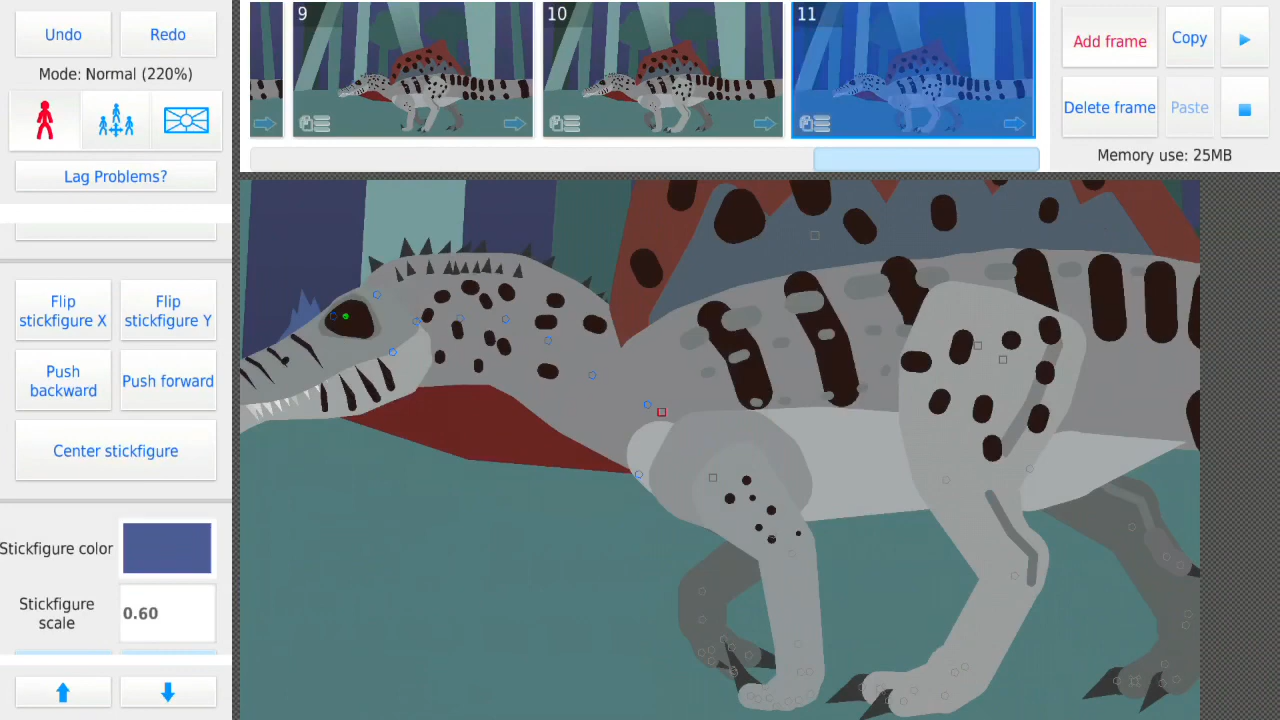 Undo
Redo
Mode: Normal (220%)
Lag Problems?
Flip
stickfigure X
Flip
stickfigure Y
Push
backward
Push forward
Center stickfigure
Stickfigure color
Stickfigure
scale
0.60
9
10
11
Add frame
Copy
Delete frame
Paste
Memory use: 25MB